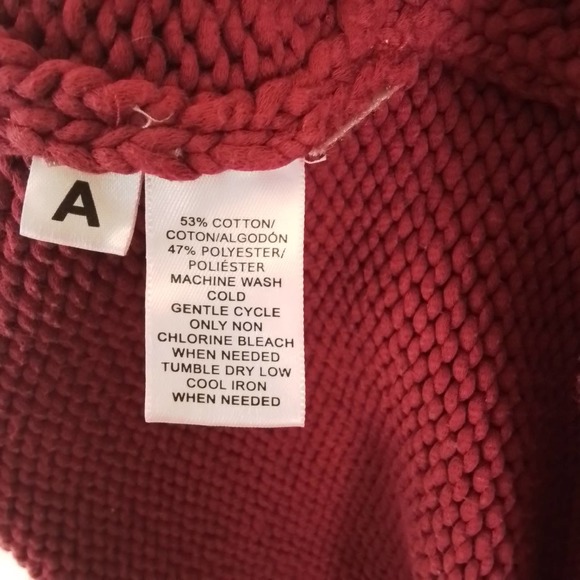 A
53% COTTON/
COTON/ALGODÓN
47% POLYESTER/
POLIÉSTER
MACHINE WASH
COLD
GENTLE CYCLE
ONLY NON
CHLORINE BLEACH
WHEN NEEDED
TUMBLE DRY LOW
COOL IRON
WHEN NEEDED